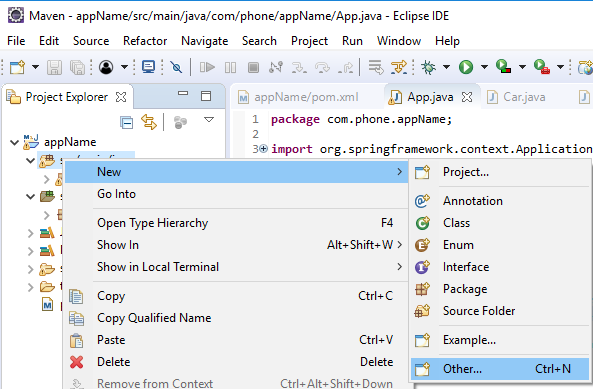 Maven - appName/src/main/java/com/phone/appName/App.java - Eclipse IDE
File Edit Source Refactor Navigate Search Project Run Window Help
Project Explorer
appName/pom.xml App.java Car.java
1 package com.phone.appName;
2
3 import org.springframework.context.Application
appName
New
Go Into
Open Type Hierarchy F4
Show In Alt+Shift+W
Show in Local Terminal
Copy Ctrl+C
Copy Qualified Name
Paste Ctrl+V
Delete Delete
Remove from Context Ctrl+Alt+Shift+Down
Project...
Annotation
Class
Enum
Interface
Package
Source Folder
Example...
Other... Ctrl+N